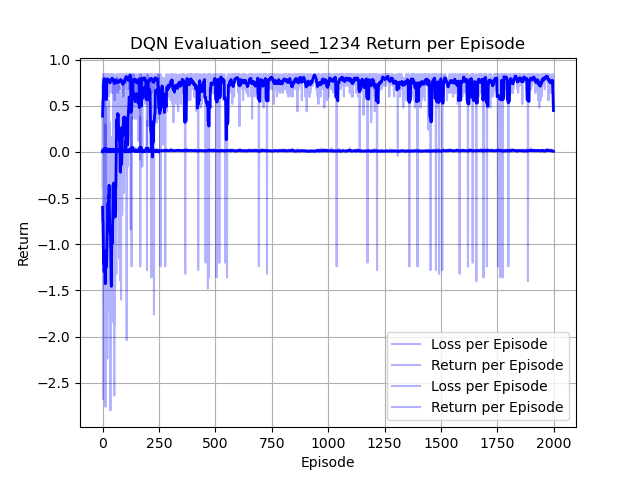 DQN Evaluation_seed_1234 Return per Episode
1.0
0.5
0.0
−0.5
−1.0
−1.5
−2.0
−2.5
Return
Loss per Episode
Return per Episode
Loss per Episode
Return per Episode
0 250 500 750 1000 1250 1500 1750 2000
Episode